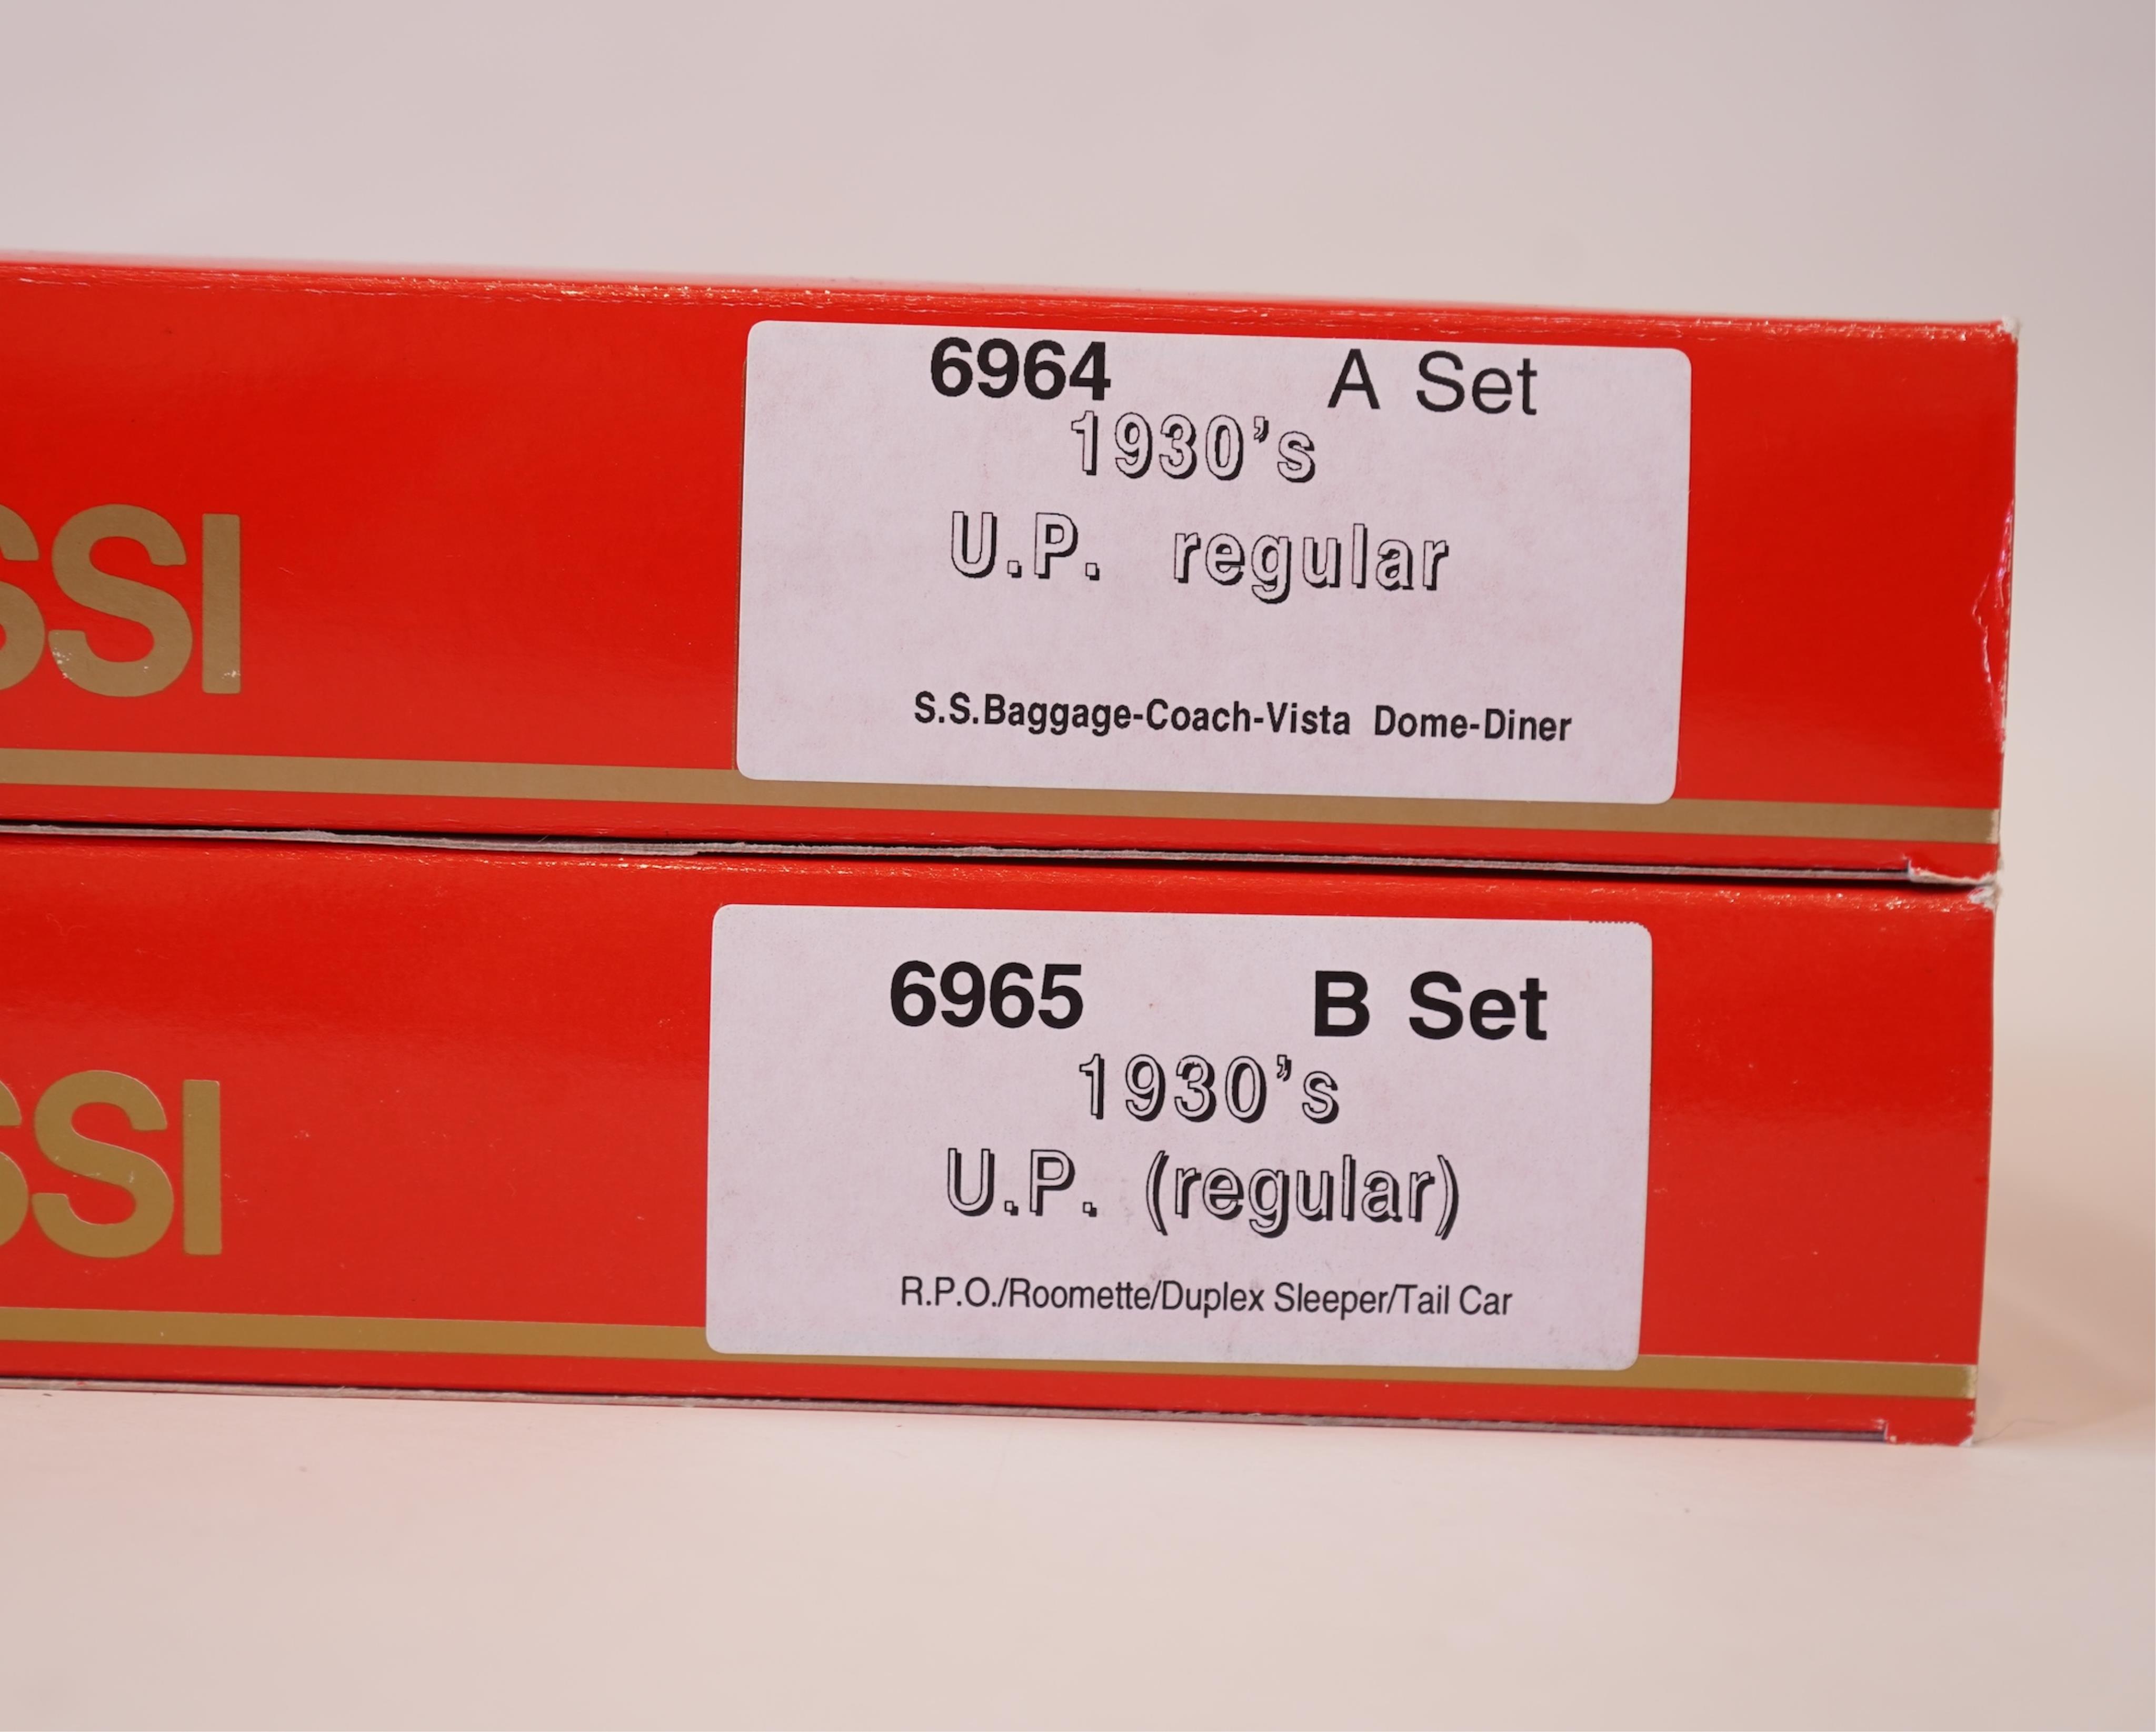 6964 A Set
1930's
U.P. regular
S.S.Baggage-Coach-Vista Dome-Diner
SSI
6965 B Set
1930's
U.P. (regular)
R.P.O./Roomette/Duplex Sleeper/Tail Car
SSI